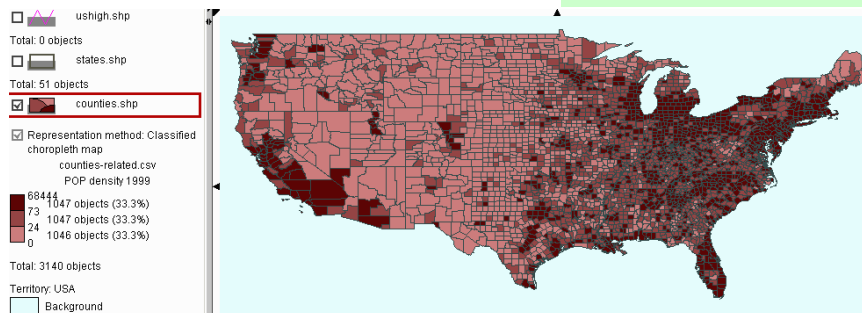 ushigh.shp
Total: 0 objects
states.shp
Total: 51 objects
counties.shp
Representation method: Classified
choropleth map
counties-related.csv
POP density 1999
68444
1047 objects (33.3%)
73
1047 objects (33.3%)
24
1046 objects (33.3%)
0
Total: 3140 objects
Territory: USA
Background